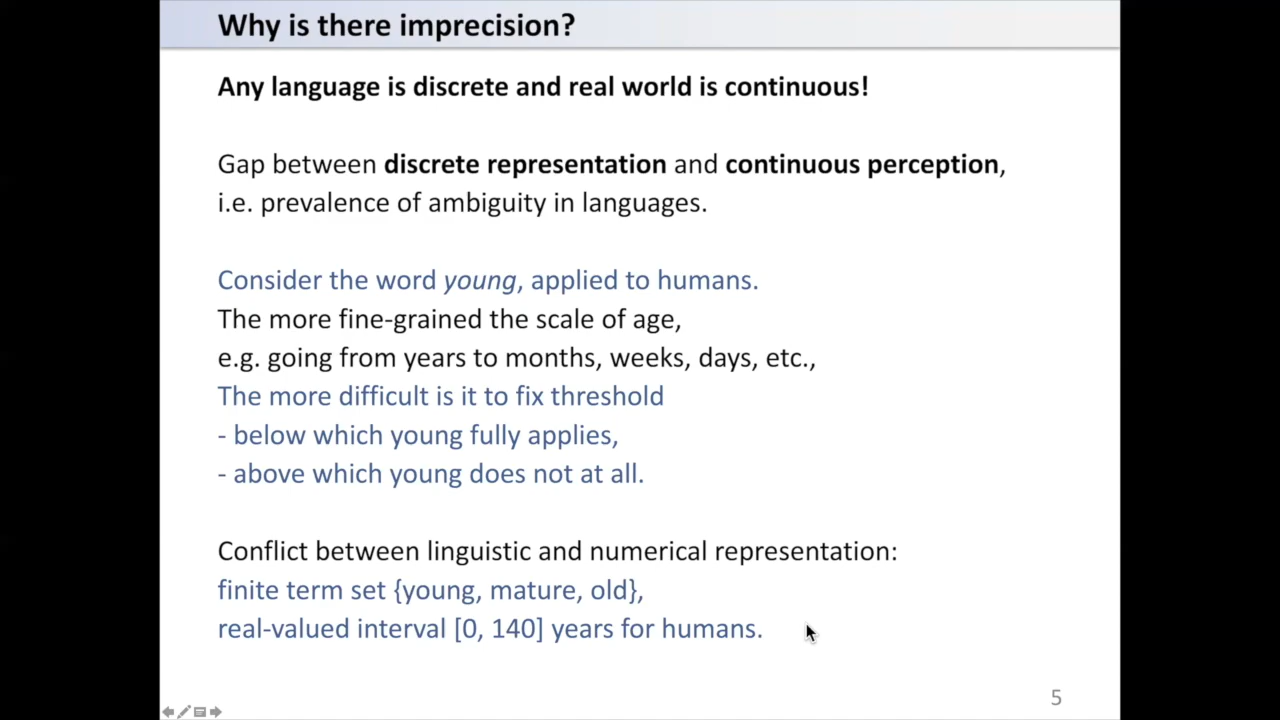 Why is there imprecision?
Any language is discrete and real world is continuous!
Gap between discrete representation and continuous perception,
i.e. prevalence of ambiguity in languages.
Consider the word young, applied to humans.
The more fine-grained the scale of age,
e.g. going from years to months, weeks, days, etc.,
The more difficult is it to fix threshold
- below which young fully applies,
- above which young does not at all.
Conflict between linguistic and numerical representation:
finite term set {young, mature, old},
real-valued interval [0, 140] years for humans.
5